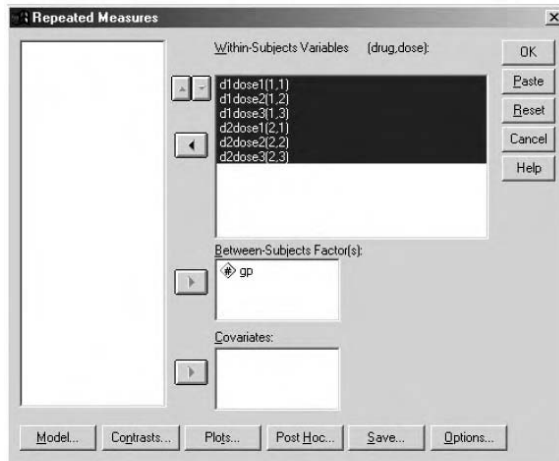 Repeated Measures
Within-Subjects Variables (drug,dose):
d1dose1(1,1)
d1dose2(1,2)
d1dose3(1,3)
d2dose1(2,1)
d2dose2(2,2)
d2dose3(2,3)
OK
Paste
Reset
Cancel
Help
Between-Subjects Factor(s):
# gp
Covariates:
Model... Contrasts... Plots... Post Hoc... Save... Options...